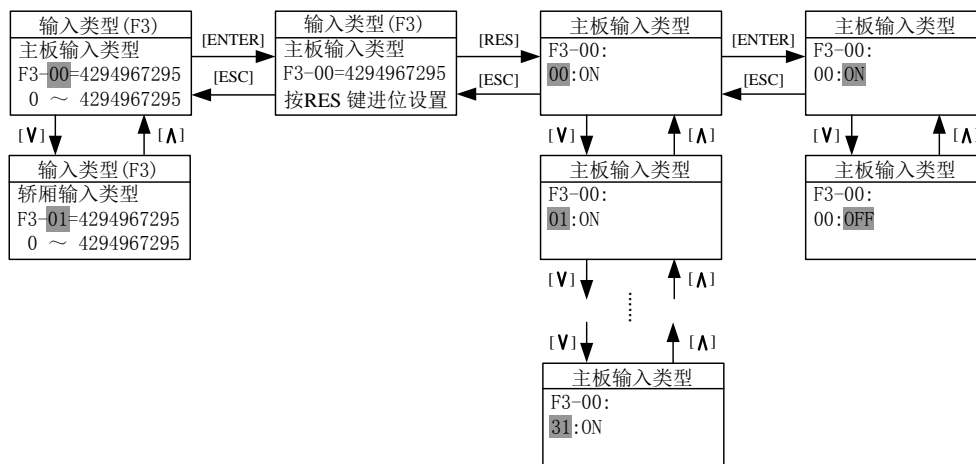 输入类型(F3)
主板输入类型
F3-00=4294967295
0 ～ 4294967295
[ENTER]
[ESC]
输入类型(F3)
主板输入类型
F3-00=4294967295
按RES 键进位设置
[RES]
[ESC]
主板输入类型
F3-00:
00:ON
[ENTER]
[ESC]
主板输入类型
F3-00:
00:ON
[∨]
[∧]
[∨]
[∧]
[∨]
[∧]
输入类型(F3)
轿厢输入类型
F3-01=4294967295
0 ～ 4294967295
主板输入类型
F3-00:
01:ON
主板输入类型
F3-00:
00:OFF
[∨]
[∧]
……
[∨]
[∧]
主板输入类型
F3-00:
31:ON